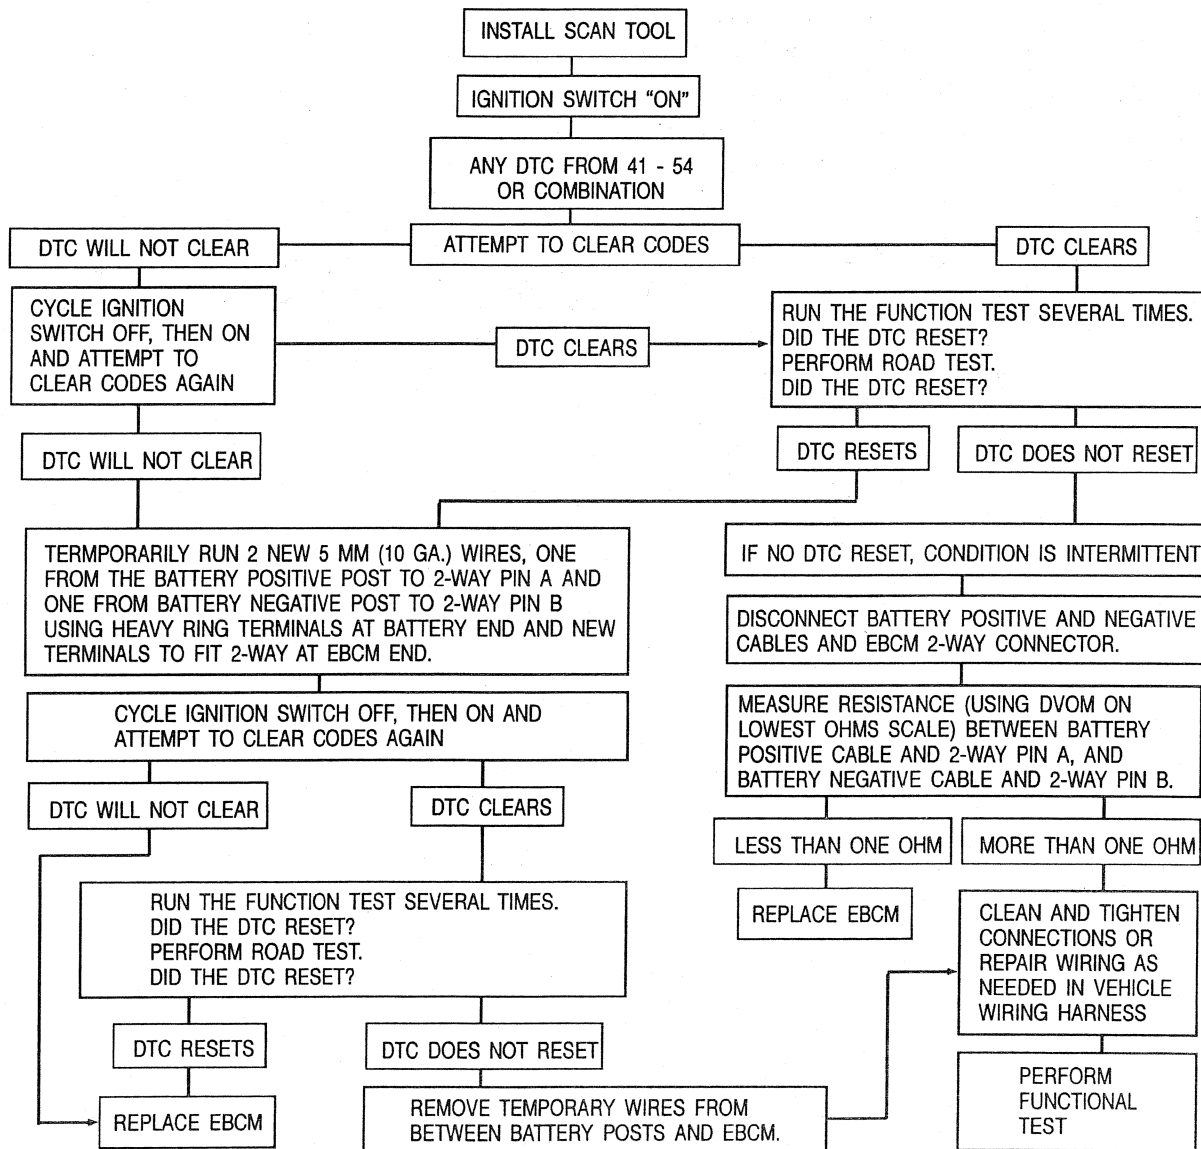 INSTALL SCAN TOOL
IGNITION SWITCH “ON”
ANY DTC FROM 41 - 54
OR COMBINATION
DTC WILL NOT CLEAR
ATTEMPT TO CLEAR CODES
DTC CLEARS
CYCLE IGNITION
SWITCH OFF, THEN ON
AND ATTEMPT TO
CLEAR CODES AGAIN
DTC CLEARS
RUN THE FUNCTION TEST SEVERAL TIMES.
DID THE DTC RESET?
PERFORM ROAD TEST.
DID THE DTC RESET?
DTC WILL NOT CLEAR
DTC RESETS
DTC DOES NOT RESET
TERMPORARILY RUN 2 NEW 5 MM (10 GA.) WIRES, ONE
FROM THE BATTERY POSITIVE POST TO 2-WAY PIN A AND
ONE FROM BATTERY NEGATIVE POST TO 2-WAY PIN B
USING HEAVY RING TERMINALS AT BATTERY END AND NEW
TERMINALS TO FIT 2-WAY AT EBCM END.
IF NO DTC RESET, CONDITION IS INTERMITTENT
DISCONNECT BATTERY POSITIVE AND NEGATIVE
CABLES AND EBCM 2-WAY CONNECTOR.
CYCLE IGNITION SWITCH OFF, THEN ON AND
ATTEMPT TO CLEAR CODES AGAIN
MEASURE RESISTANCE (USING DVOM ON
LOWEST OHMS SCALE) BETWEEN BATTERY
POSITIVE CABLE AND 2-WAY PIN A, AND
BATTERY NEGATIVE CABLE AND 2-WAY PIN B.
DTC WILL NOT CLEAR
DTC CLEARS
LESS THAN ONE OHM
MORE THAN ONE OHM
RUN THE FUNCTION TEST SEVERAL TIMES.
DID THE DTC RESET?
PERFORM ROAD TEST.
DID THE DTC RESET?
REPLACE EBCM
CLEAN AND TIGHTEN
CONNECTIONS OR
REPAIR WIRING AS
NEEDED IN VEHICLE
WIRING HARNESS
DTC RESETS
DTC DOES NOT RESET
REPLACE EBCM
REMOVE TEMPORARY WIRES FROM
BETWEEN BATTERY POSTS AND EBCM.
PERFORM
FUNCTIONAL
TEST